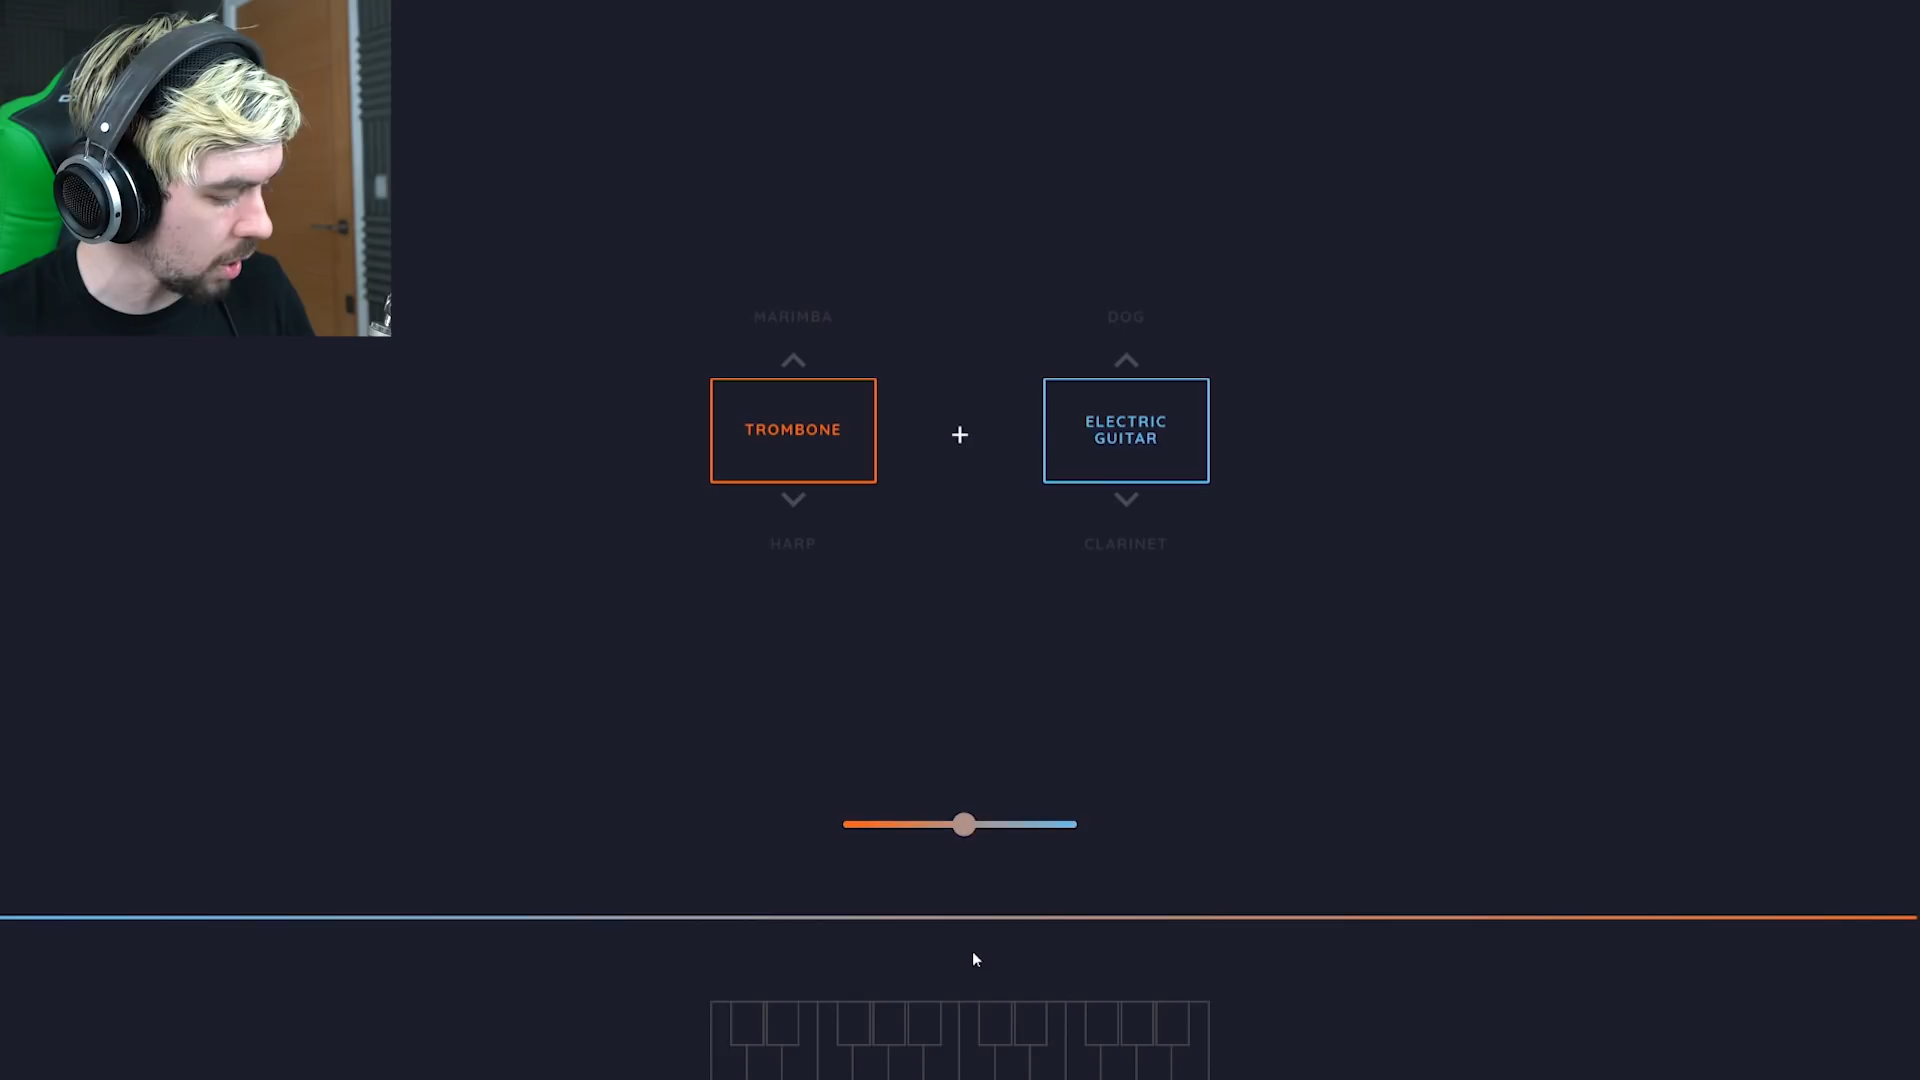 MARIMBA
DOG
TROMBONE
+
ELECTRIC
GUITAR
HARP
CLARINET